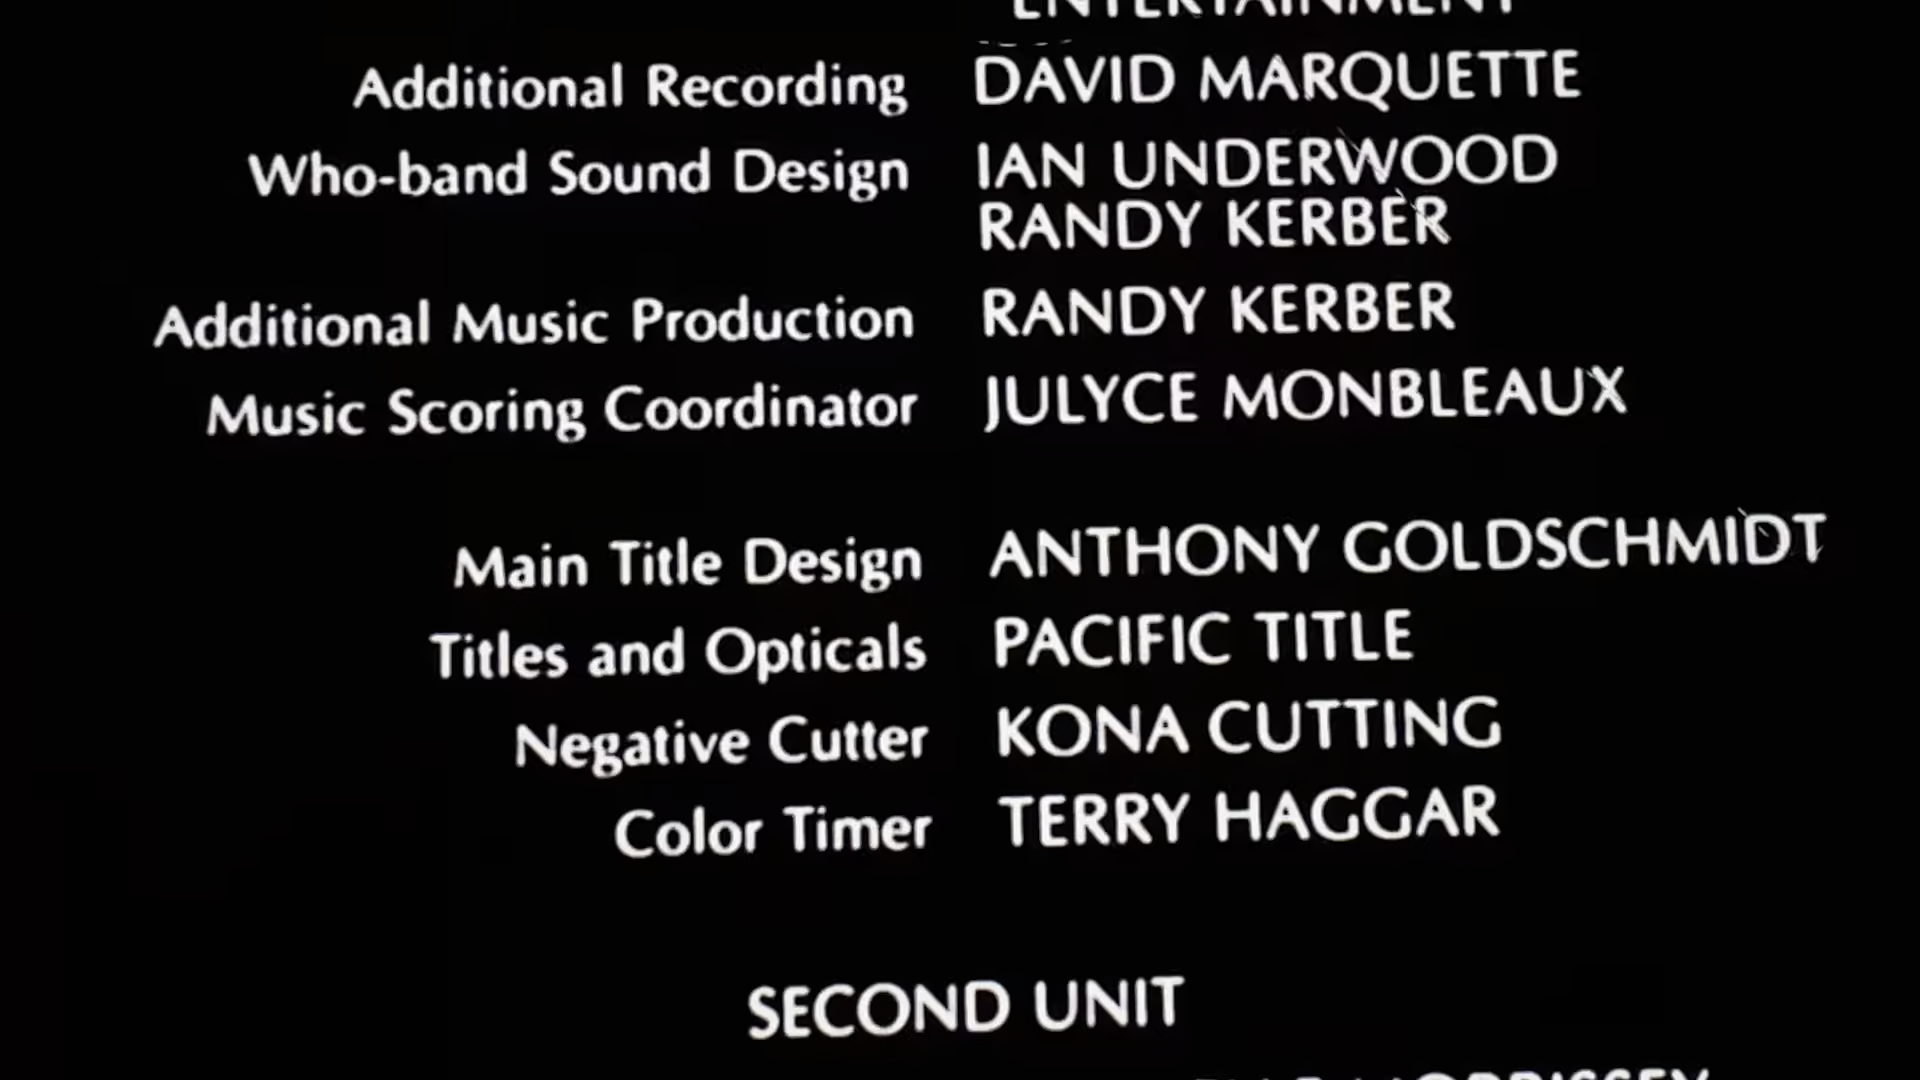 ENTERTAINMENT
Additional Recording DAVID MARQUETTE
Who-band Sound Design IAN UNDERWOOD
RANDY KERBER
Additional Music Production RANDY KERBER
Music Scoring Coordinator JULYCE MONBLEAUX
Main Title Design ANTHONY GOLDSCHMIDT
Titles and Opticals PACIFIC TITLE
Negative Cutter KONA CUTTING
Color Timer TERRY HAGGAR
SECOND UNIT
MORRISSEY